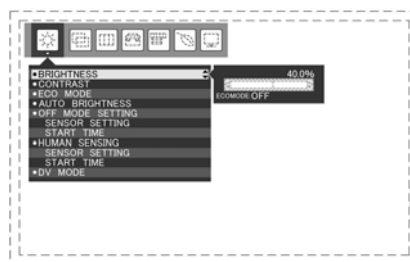 ●BRIGHTNESS
●CONTRAST
●ECO MODE
●AUTO BRIGHTNESS
●OFF MODE SETTING
SENSOR SETTING
START TIME
●HUMAN SENSING
SENSOR SETTING
START TIME
●DV MODE
40.0%
ECOMODE:OFF